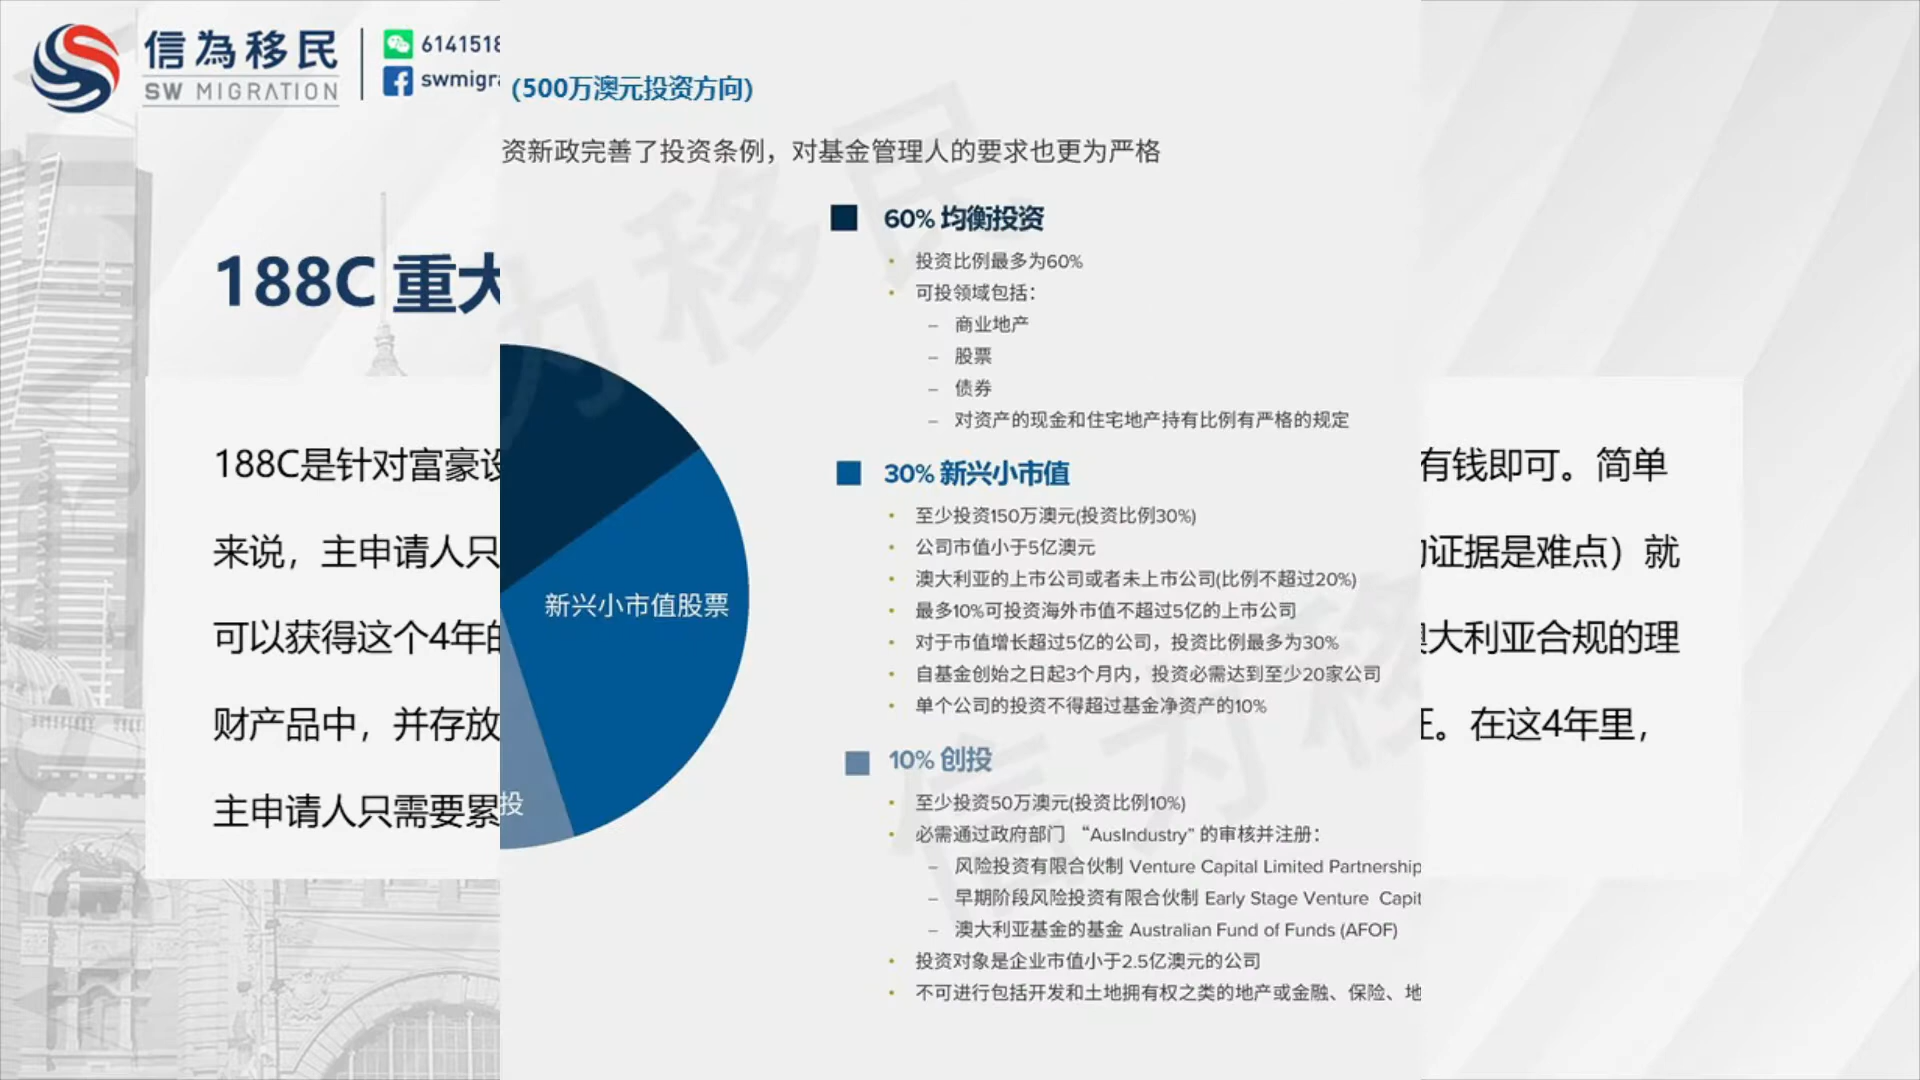 信為移民
SW MIGRATION
6141518
swmigra
(500万澳元投资方向)
资新政完善了投资条例，对基金管理人的要求也更为严格
188C 重大
60% 均衡投资
• 投资比例最多为60%
• 可投领域包括：
– 商业地产
– 股票
– 债券
– 对资产的现金和住宅地产持有比例有严格的规定
30% 新兴小市值
• 至少投资150万澳元(投资比例30%)
• 公司市值小于5亿澳元
• 澳大利亚的上市公司或者未上市公司(比例不超过20%)
• 最多10%可投资海外市值不超过5亿的上市公司
• 对于市值增长超过5亿的公司，投资比例最多为30%
• 自基金创始之日起3个月内，投资必需达到至少20家公司
• 单个公司的投资不得超过基金净资产的10%
10% 创投
• 至少投资50万澳元(投资比例10%)
• 必需通过政府部门 “AusIndustry” 的审核并注册：
– 风险投资有限合伙制 Venture Capital Limited Partnership
– 早期阶段风险投资有限合伙制 Early Stage Venture Capit
– 澳大利亚基金的基金 Australian Fund of Funds (AFOF)
• 投资对象是企业市值小于2.5亿澳元的公司
• 不可进行包括开发和土地拥有权之类的地产或金融、保险、地
新兴小市值股票
投
188C是针对富豪设
来说，主申请人只
可以获得这个4年的
财产品中，并存放
主申请人只需要累
有钱即可。简单
证据是难点）就
澳大利亚合规的理
证。在这4年里，
为移民
信为移